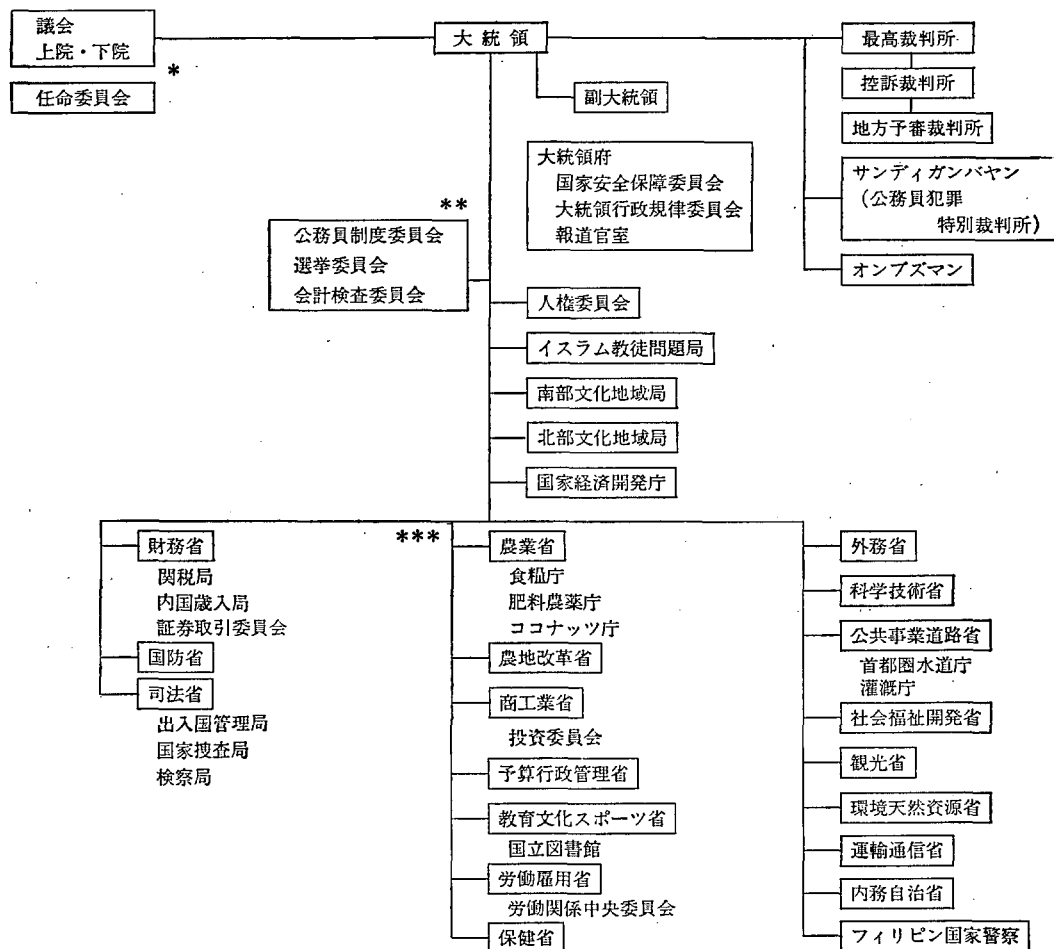 議会
上院・下院
*
任命委員会
大統領
副大統領
大統領府
国家安全保障委員会
大統領行政規律委員会
報道官室
**
公務員制度委員会
選挙委員会
会計検査委員会
人権委員会
イスラム教徒問題局
南部文化地域局
北部文化地域局
国家経済開発庁
最高裁判所
控訴裁判所
地方予審裁判所
サンディガンバヤン
(公務員犯罪
特別裁判所)
オンブズマン
財務省
関税局
内国歳入局
証券取引委員会
国防省
司法省
出入国管理局
国家捜査局
検察局
***
農業省
食糧庁
肥料農薬庁
ココナッツ庁
農地改革省
商工業省
投資委員会
予算行政管理省
教育文化スポーツ省
国立図書館
労働雇用省
労働関係中央委員会
保健省
外務省
科学技術省
公共事業道路省
首都圏水道庁
灌漑庁
社会福祉開発省
観光省
環境天然資源省
運輸通信省
内務自治省
フィリピン国家警察